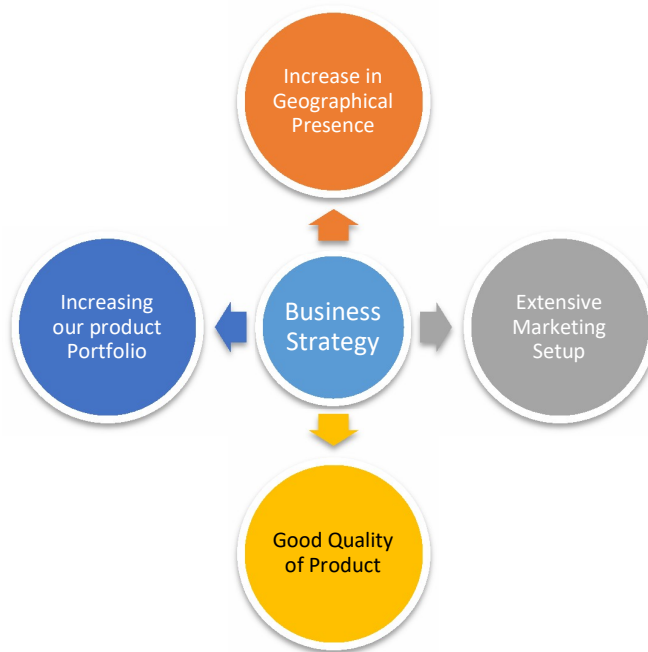 Increase in
Geographical
Presence
Increasing
our product
Portfolio
Business
Strategy
Extensive
Marketing
Setup
Good Quality
of Product